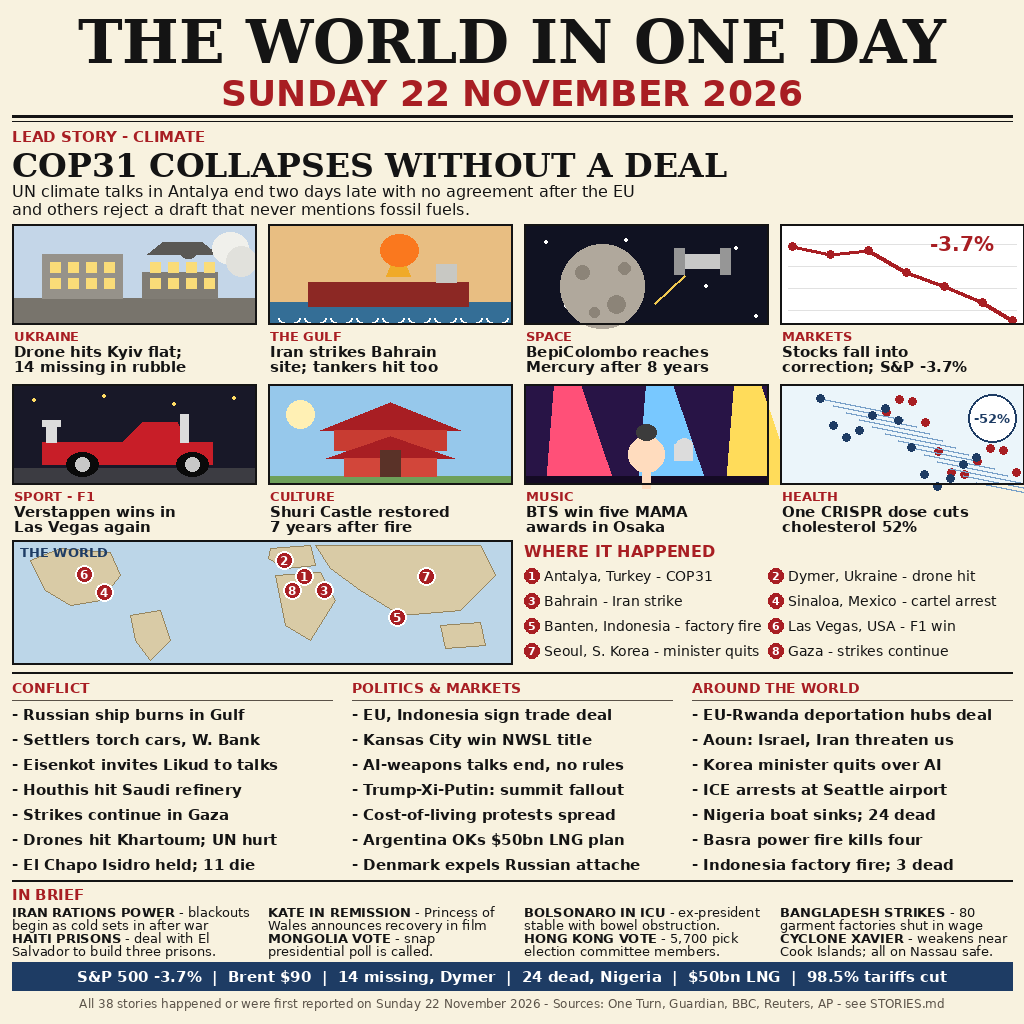 THE WORLD IN ONE DAY
SUNDAY 22 NOVEMBER 2026
LEAD STORY - CLIMATE
COP31 COLLAPSES WITHOUT A DEAL
UN climate talks in Antalya end two days late with no agreement after the EU
and others reject a draft that never mentions fossil fuels.
-3.7%
UKRAINE
Drone hits Kyiv flat;
14 missing in rubble
THE GULF
Iran strikes Bahrain
site; tankers hit too
SPACE
BepiColombo reaches
Mercury after 8 years
MARKETS
Stocks fall into
correction; S&P -3.7%
-52%
SPORT - F1
Verstappen wins in
Las Vegas again
CULTURE
Shuri Castle restored
7 years after fire
MUSIC
BTS win five MAMA
awards in Osaka
HEALTH
One CRISPR dose cuts
cholesterol 52%
THE WORLD
6
4
2
1
8
3
7
5
WHERE IT HAPPENED
1 Antalya, Turkey - COP31
2 Dymer, Ukraine - drone hit
3 Bahrain - Iran strike
4 Sinaloa, Mexico - cartel arrest
5 Banten, Indonesia - factory fire
6 Las Vegas, USA - F1 win
7 Seoul, S. Korea - minister quits
8 Gaza - strikes continue
CONFLICT
- Russian ship burns in Gulf
- Settlers torch cars, W. Bank
- Eisenkot invites Likud to talks
- Houthis hit Saudi refinery
- Strikes continue in Gaza
- Drones hit Khartoum; UN hurt
- El Chapo Isidro held; 11 die
POLITICS & MARKETS
- EU, Indonesia sign trade deal
- Kansas City win NWSL title
- AI-weapons talks end, no rules
- Trump-Xi-Putin: summit fallout
- Cost-of-living protests spread
- Argentina OKs $50bn LNG plan
- Denmark expels Russian attache
AROUND THE WORLD
- EU-Rwanda deportation hubs deal
- Aoun: Israel, Iran threaten us
- Korea minister quits over AI
- ICE arrests at Seattle airport
- Nigeria boat sinks; 24 dead
- Basra power fire kills four
- Indonesia factory fire; 3 dead
IN BRIEF
IRAN RATIONS POWER - blackouts
begin as cold sets in after war
HAITI PRISONS - deal with El
Salvador to build three prisons.
KATE IN REMISSION - Princess of
Wales announces recovery in film
MONGOLIA VOTE - snap
presidential poll is called.
BOLSONARO IN ICU - ex-president
stable with bowel obstruction.
HONG KONG VOTE - 5,700 pick
election committee members.
BANGLADESH STRIKES - 80
garment factories shut in wage
CYCLONE XAVIER - weakens near
Cook Islands; all on Nassau safe.
S&P 500 -3.7% | Brent $90 | 14 missing, Dymer | 24 dead, Nigeria | $50bn LNG | 98.5% tariffs cut
All 38 stories happened or were first reported on Sunday 22 November 2026 - Sources: One Turn, Guardian, BBC, Reuters, AP - see STORIES.md